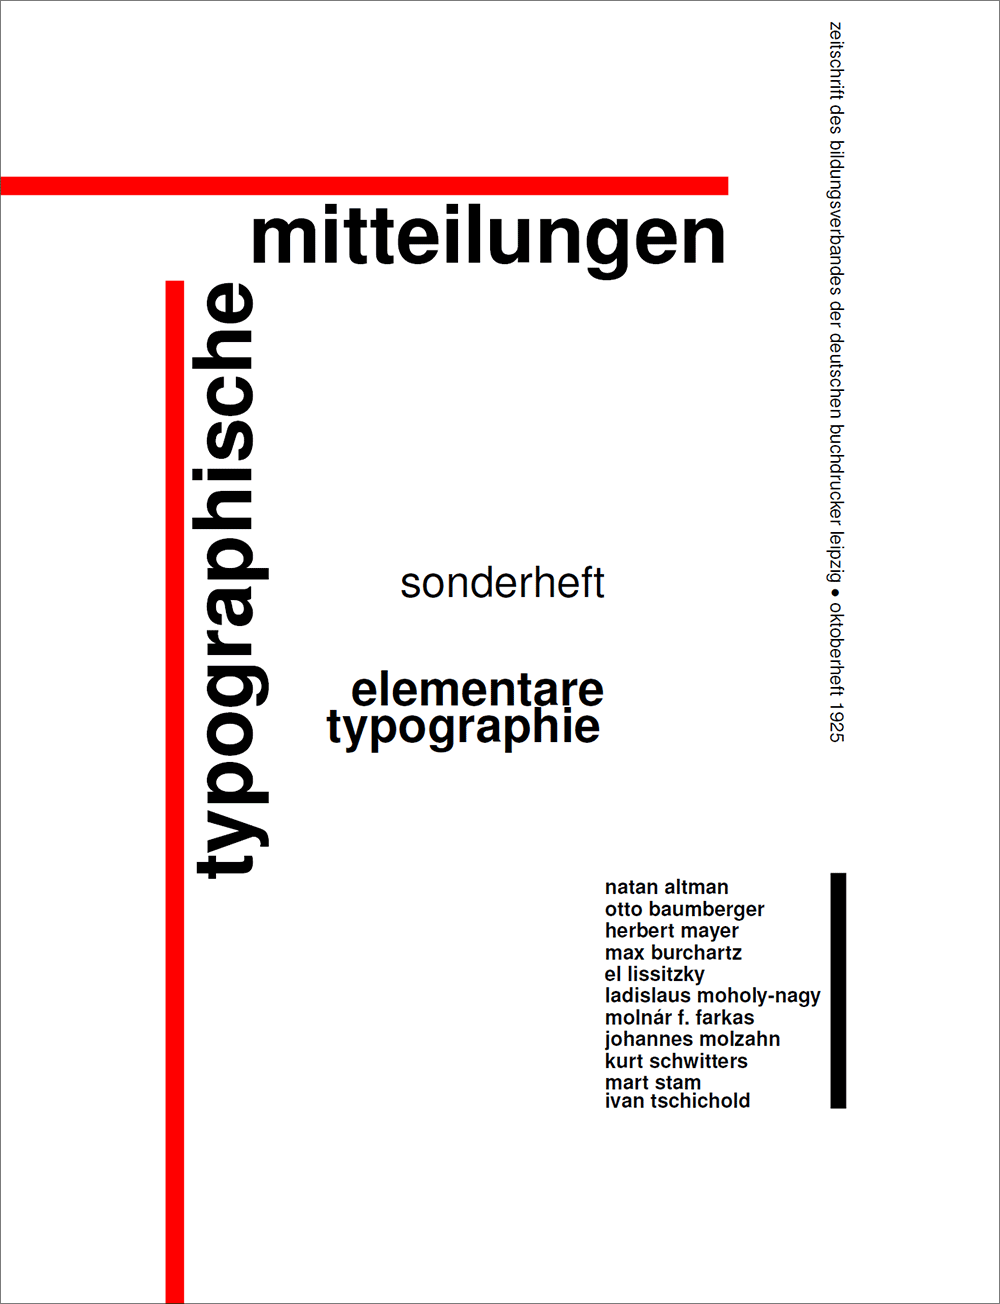 typographische
mitteilungen
sonderheft
elementare
typographie
zeitschrift des bildungsverbandes der deutschen buchdrucker leipzig ● oktoberheft 1925
natan altman
otto baumberger
herbert mayer
max burchartz
el lissitzky
ladislaus moholy-nagy
molnár f. farkas
johannes molzahn
kurt schwitters
mart stam
ivan tschichold